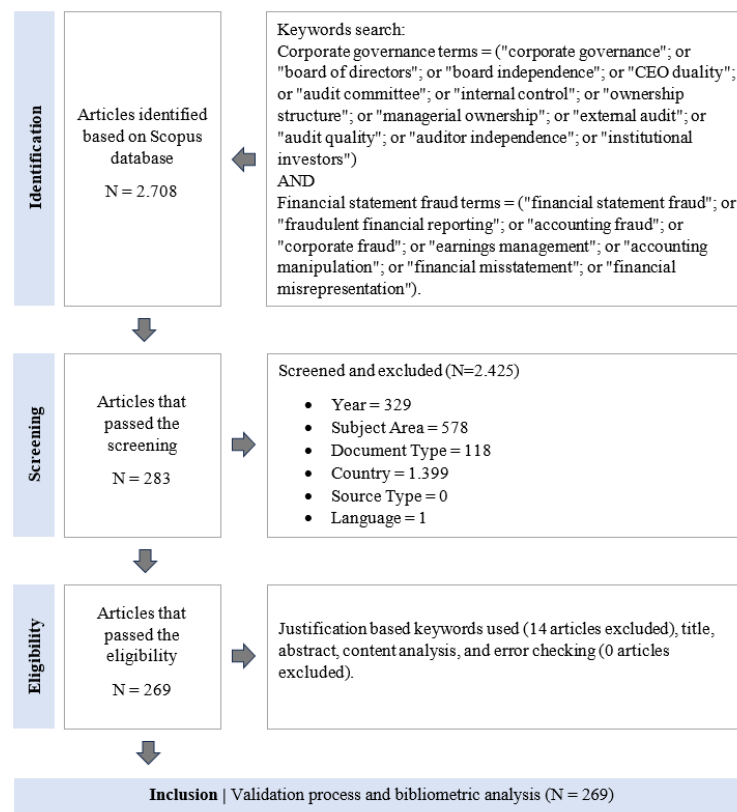 Identification
Articles identified
based on Scopus
database
N = 2.708
Keywords search:
Corporate governance terms = ("corporate governance"; or
"board of directors"; or "board independence"; or "CEO duality";
or "audit committee"; or "internal control"; or "ownership
structure"; or "managerial ownership"; or "external audit"; or
"audit quality"; or "auditor independence"; or "institutional
investors")
AND
Financial statement fraud terms = ("financial statement fraud"; or
"fraudulent financial reporting"; or "accounting fraud"; or
"corporate fraud"; or "earnings management"; or "accounting
manipulation"; or "financial misstatement"; or "financial
misrepresentation").
Screening
Articles that
passed the
screening
N = 283
Screened and excluded (N=2.425)
• Year = 329
• Subject Area = 578
• Document Type = 118
• Country = 1.399
• Source Type = 0
• Language = 1
Eligibility
Articles that
passed the
eligibility
N = 269
Justification based keywords used (14 articles excluded), title,
abstract, content analysis, and error checking (0 articles
excluded).
Inclusion | Validation process and bibliometric analysis (N = 269)